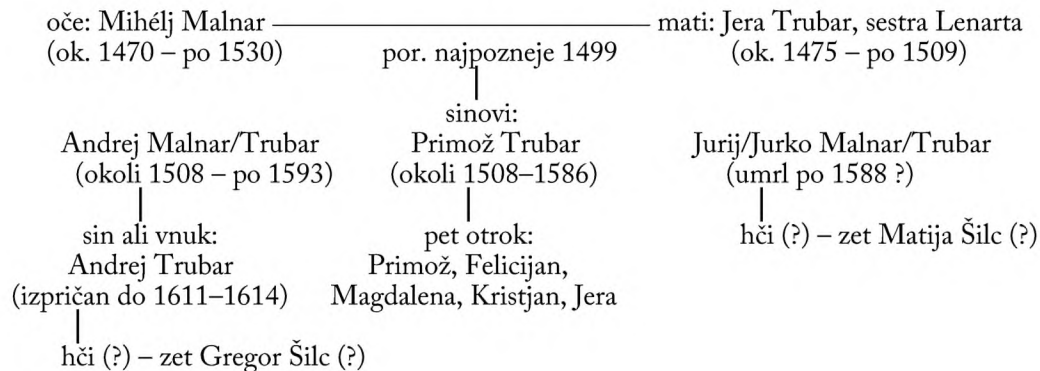 oče: Mihélj Malnar mati: Jera Trubar, sestra Lenarta
(ok. 1470 – po 1530) por. najpozneje 1499 (ok. 1475 – po 1509)
sinovi:
Andrej Malnar/Trubar Primož Trubar Jurij/Jurko Malnar/Trubar
(okoli 1508 – po 1593) (okoli 1508–1586) (umrl po 1588 ?)
sin ali vnuk: pet otrok: hči (?) – zet Matija Šilc (?)
Andrej Trubar Primož, Felicijan,
(izpričan do 1611–1614) Magdalena, Kristjan, Jera
hči (?) – zet Gregor Šilc (?)